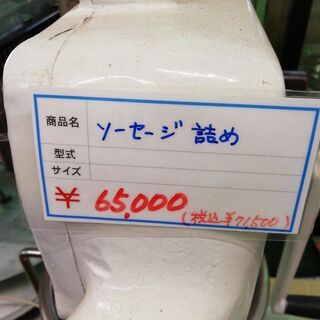 商品名 ソーセージ 詰め
型式
サイズ
¥ 65,000
(税込¥71,500)